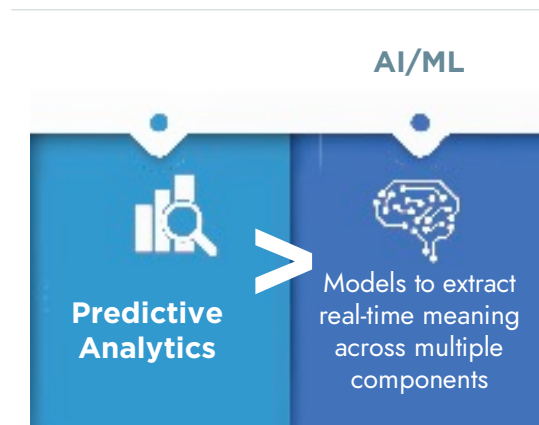 AI/ML
Predictive
Analytics
>
Models to extract
real-time meaning
across multiple
components